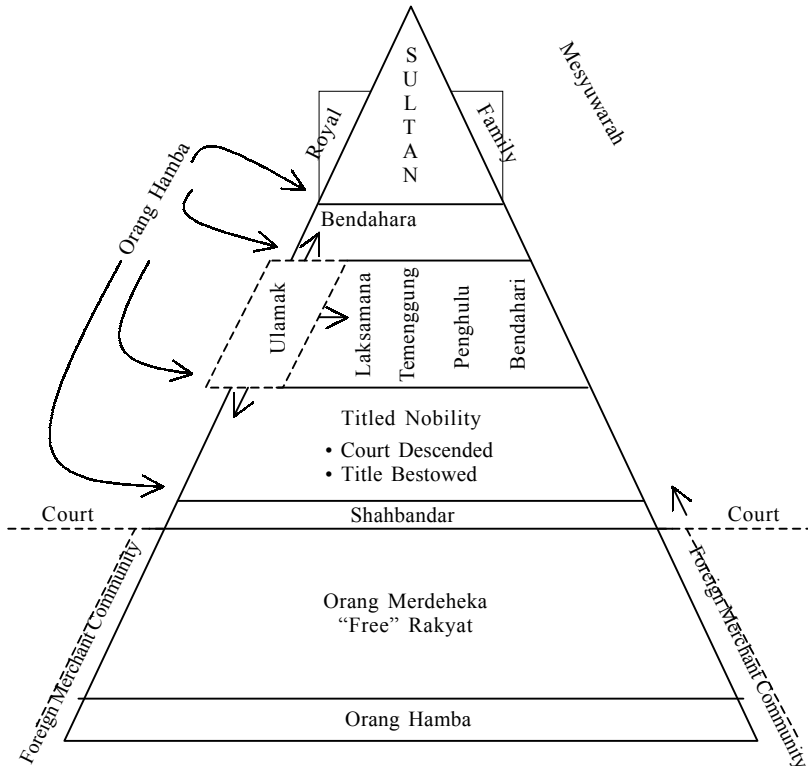 SULTAN
Royal
Family
Mesyuwarah
Orang Hamba
Bendahara
Ulamak
Laksamana
Temenggung
Penghulu
Bendahari
Titled Nobility
• Court Descended
• Title Bestowed
Court
Shahbandar
Court
Foreign Merchant Community
Orang Merdeheka
“Free” Rakyat
Foreign Merchant Community
Orang Hamba